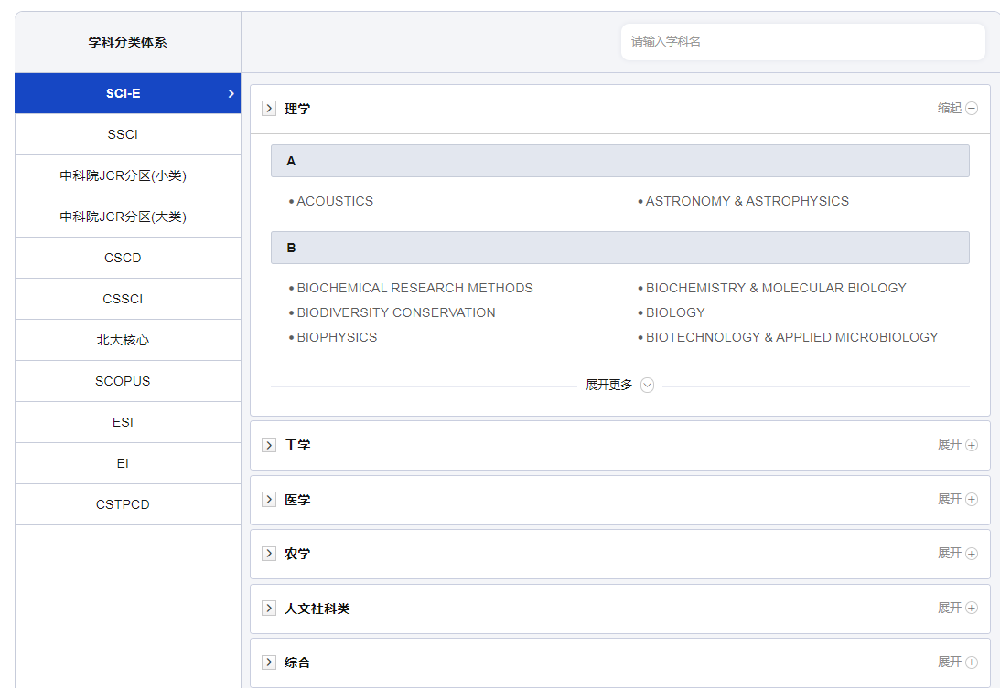 学科分类体系
请输入学科名
SCI-E
SSCI
中科院JCR分区(小类)
中科院JCR分区(大类)
CSCD
CSSCI
北大核心
SCOPUS
ESI
EI
CSTPCD
理学 缩起
A
ACOUSTICS
ASTRONOMY & ASTROPHYSICS
B
BIOCHEMICAL RESEARCH METHODS
BIOCHEMISTRY & MOLECULAR BIOLOGY
BIODIVERSITY CONSERVATION
BIOLOGY
BIOPHYSICS
BIOTECHNOLOGY & APPLIED MICROBIOLOGY
展开更多
工学 展开
医学 展开
农学 展开
人文社科类 展开
综合 展开